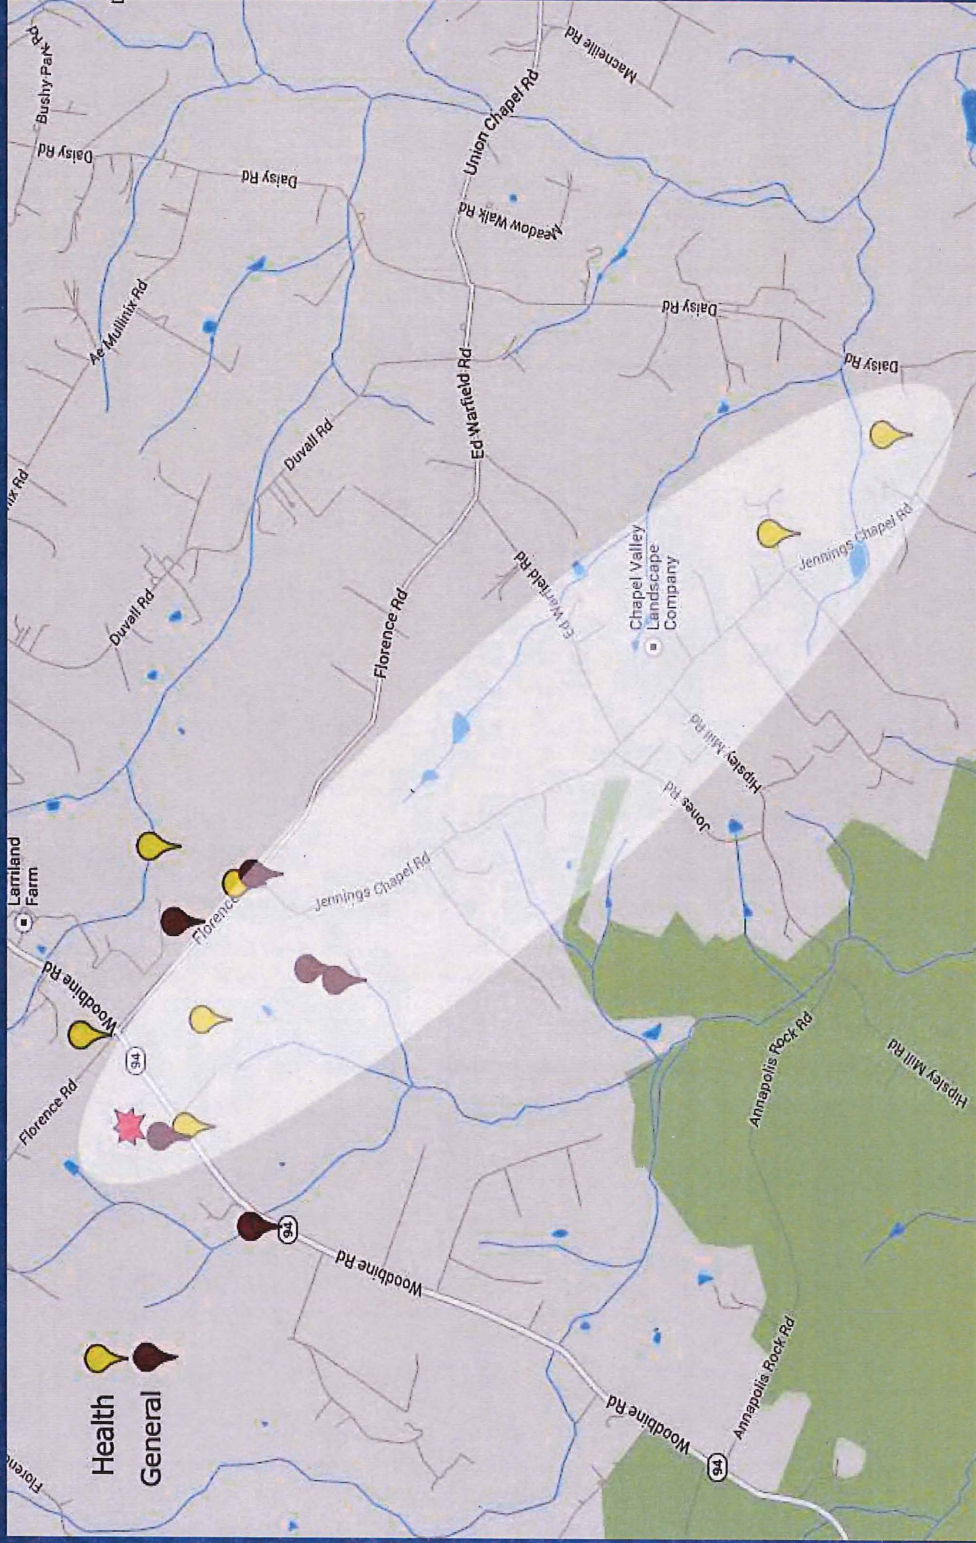 Bushy Park Rd
Larriland
Farm
Daisy Rd
Woodbine Rd
Florence Rd
Health
General
94
Ae Mullinix Rd
Duvall Rd
Florence
Daisy Rd
Duvall Rd
94
Woodbine Rd
Jennings Chapel Rd
Florence Rd
Ed Warfield Rd
Union Chapel Rd
Meadow Walk Rd
Ed Warfield Rd
Ed Warfield Rd
Macneille Rd
Woodbine Rd
Chapel Valley
Landscape
Company
Jones Rd
Hipsley Mill Rd
Daisy Rd
94
Annapolis Rock Rd
Annapolis Rock Rd
Jennings Chapel Rd
Daisy Rd
Hipsley Mill Rd